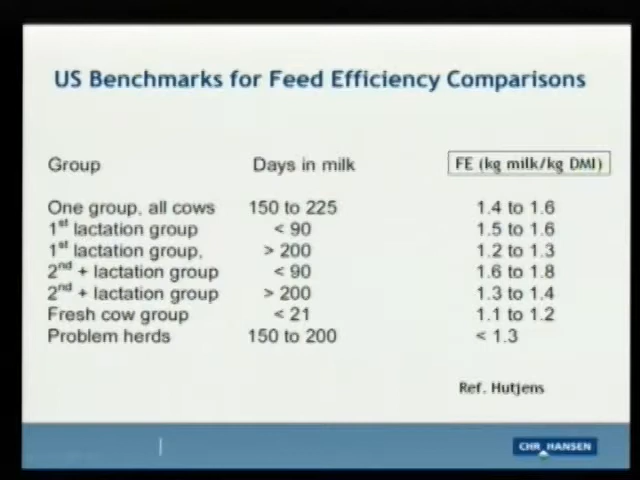 US Benchmarks for Feed Efficiency Comparisons
Group Days in milk FE (kg milk/kg DMI)
One group, all cows 150 to 225 1.4 to 1.6
1st lactation group < 90 1.5 to 1.6
1st lactation group, > 200 1.2 to 1.3
2nd + lactation group < 90 1.6 to 1.8
2nd + lactation group > 200 1.3 to 1.4
Fresh cow group < 21 1.1 to 1.2
Problem herds 150 to 200 < 1.3
Ref. Hutjens
CHR HANSEN